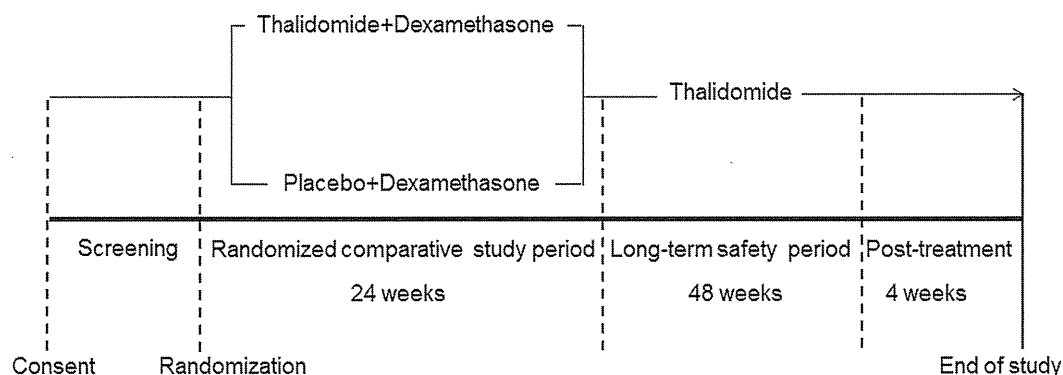 Thalidomide+Dexamethasone
Thalidomide
Placebo+Dexamethasone
Screening Randomized comparative study period Long-term safety period Post-treatment
24 weeks 48 weeks 4 weeks
Consent Randomization End of study